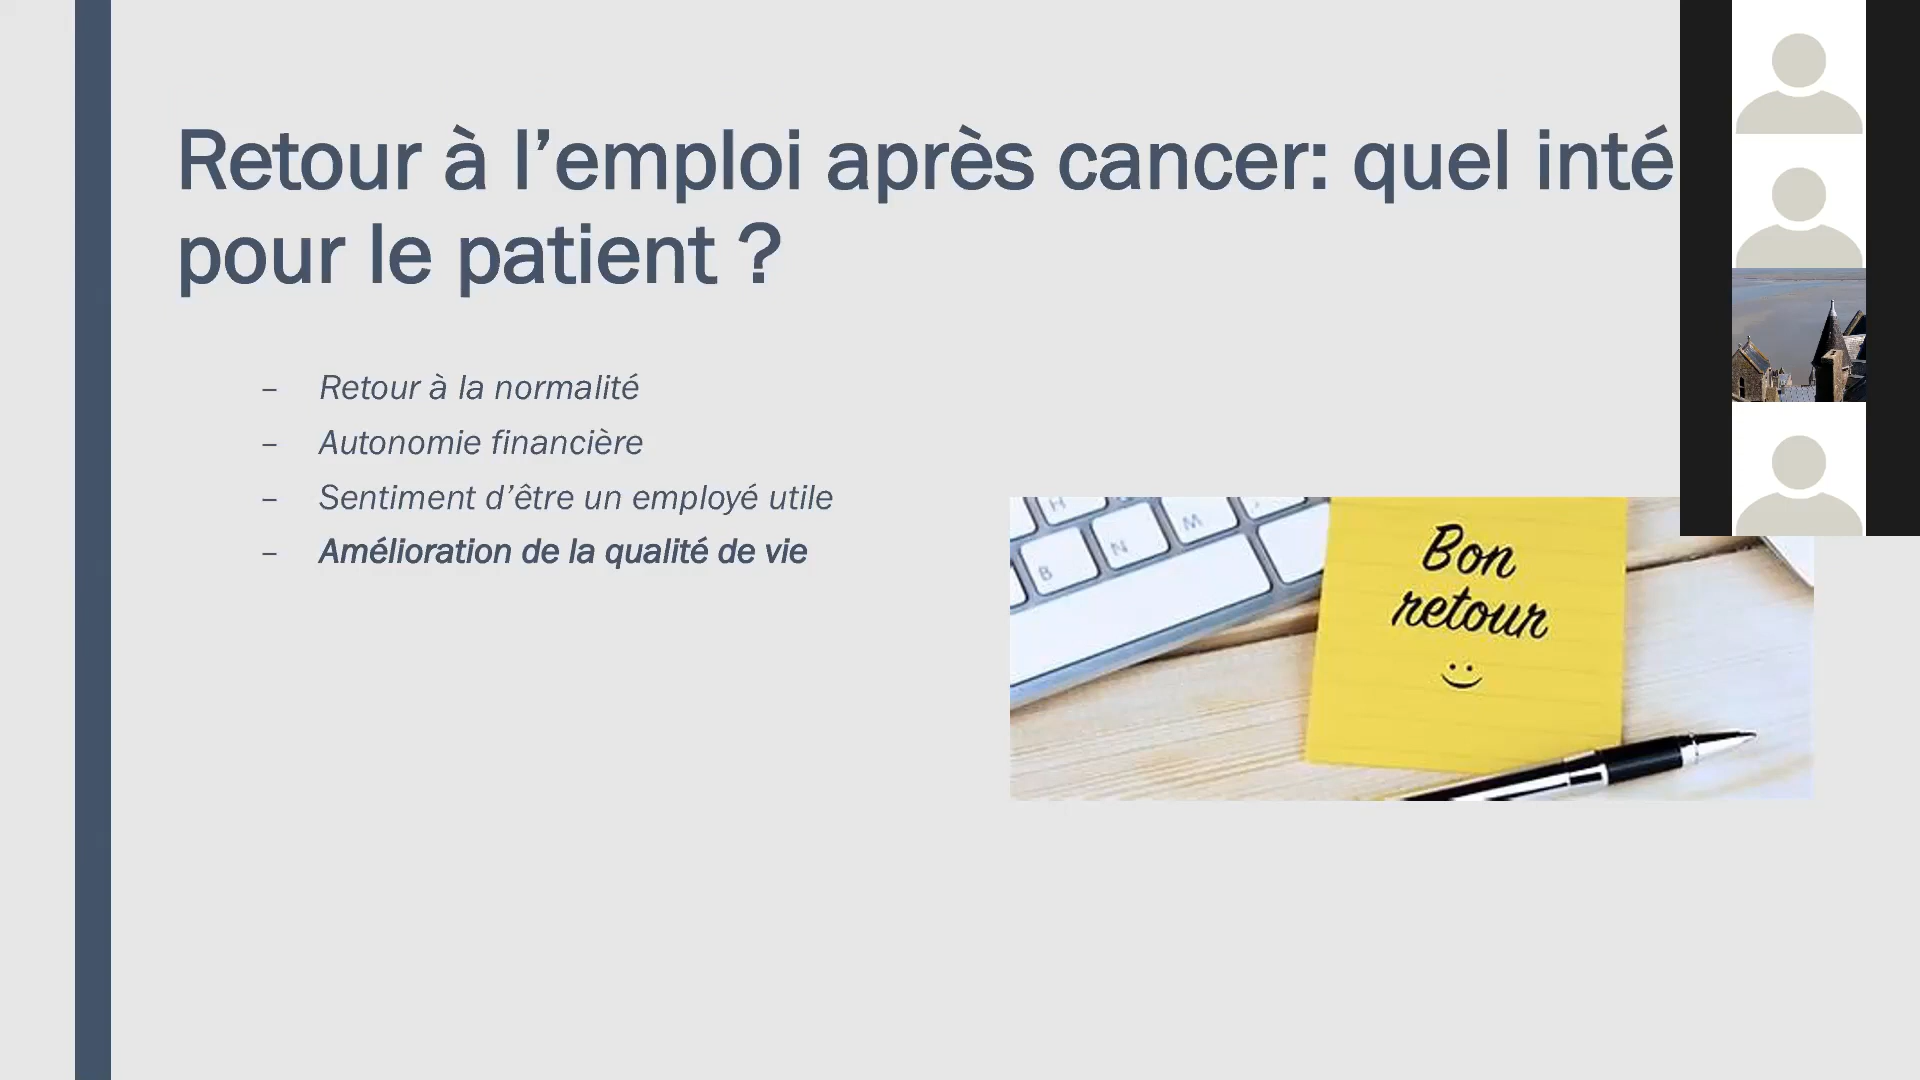 Retour à l’emploi après cancer: quel inté
pour le patient ?
– Retour à la normalité
– Autonomie financière
– Sentiment d’être un employé utile
– Amélioration de la qualité de vie
H
B N M
Bon
retour